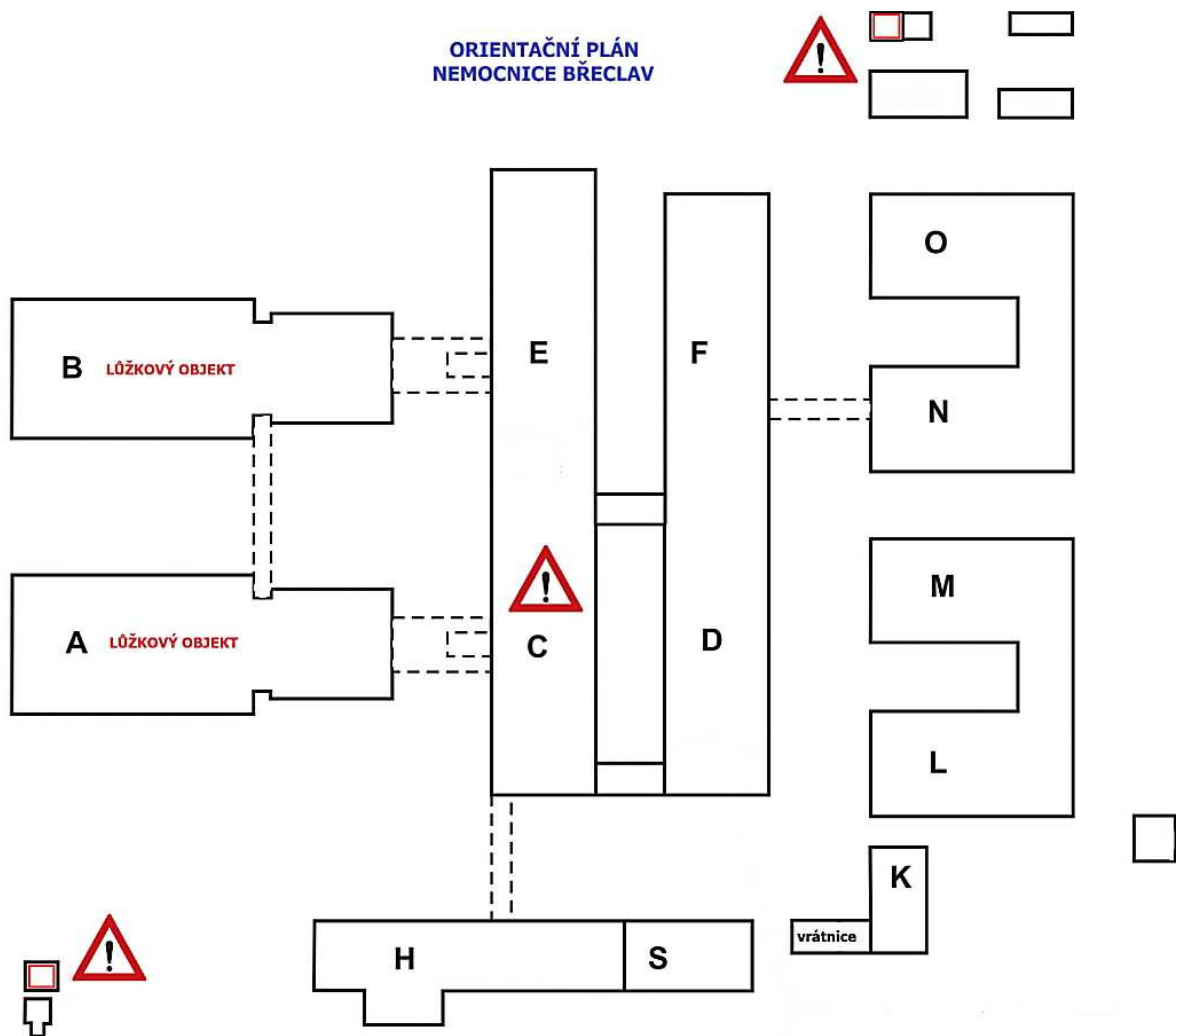 ORIENTAČNÍ PLÁN
NEMOCNICE BŘECLAV
!
O
E
F
B LŮŽKOVÝ OBJEKT
N
!
M
A LŮŽKOVÝ OBJEKT
C
D
L
K
vrátnice
!
H
S